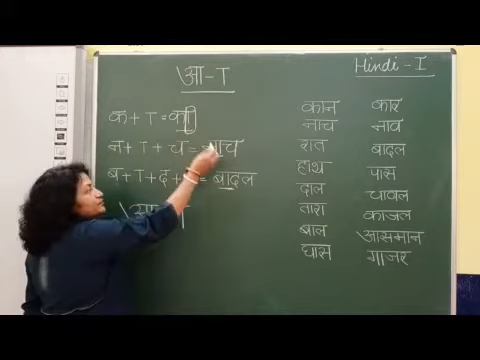 आ-ा
Hindi - I
क + ा = का
न + ा + च = नाच
ब + ा + द + = बादल
कान कार
नाच नाव
रात बादल
हाथ पास
दाल चावल
तारा काजल
बाल आसमान
घास गाजर